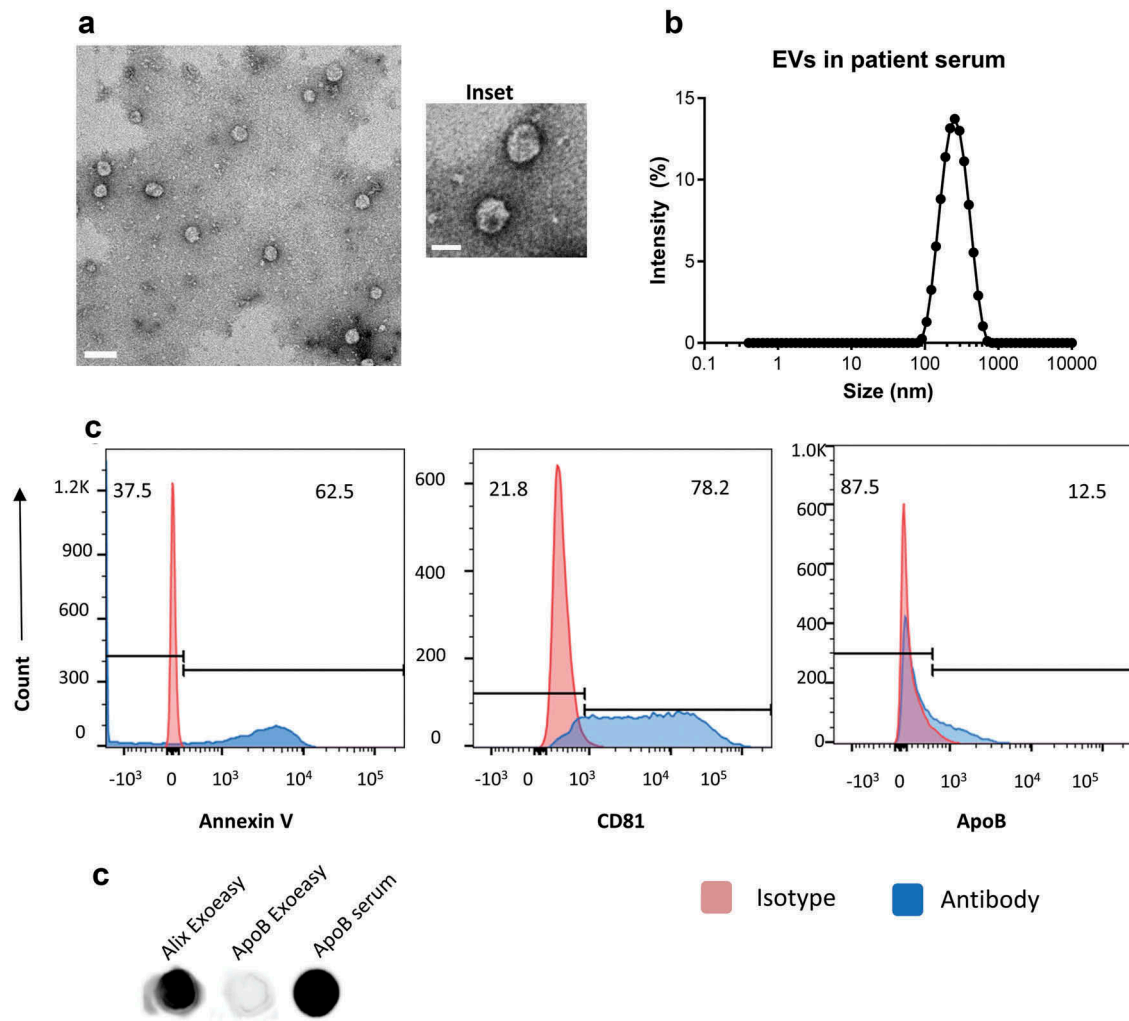 a
Inset
b
EVs in patient serum
15
10
5
0
Intensity (%)
0.1 1 10 100 1000 10000
Size (nm)
c
Count
1.2K
900
600
300
0
37.5 62.5
-10³ 0 10³ 10⁴ 10⁵
Annexin V
600
400
200
0
21.8 78.2
-10³ 0 10³ 10⁴ 10⁵
CD81
1.0K
800
600
400
200
0
87.5 12.5
-10³ 0 10³ 10⁴ 10⁵
ApoB
c
Alix Exoeasy
ApoB Exoeasy
ApoB serum
Isotype
Antibody